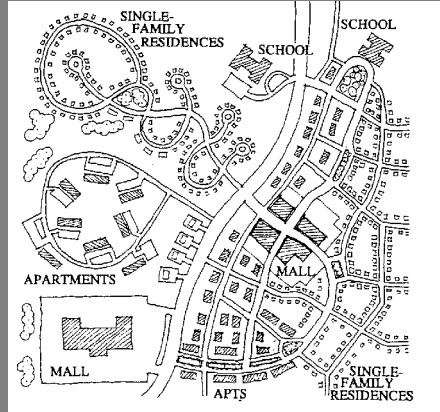 SINGLE-
FAMILY
RESIDENCES
SCHOOL
SCHOOL
MALL
APARTMENTS
MALL
APTS
SINGLE-
FAMILY
RESIDENCES